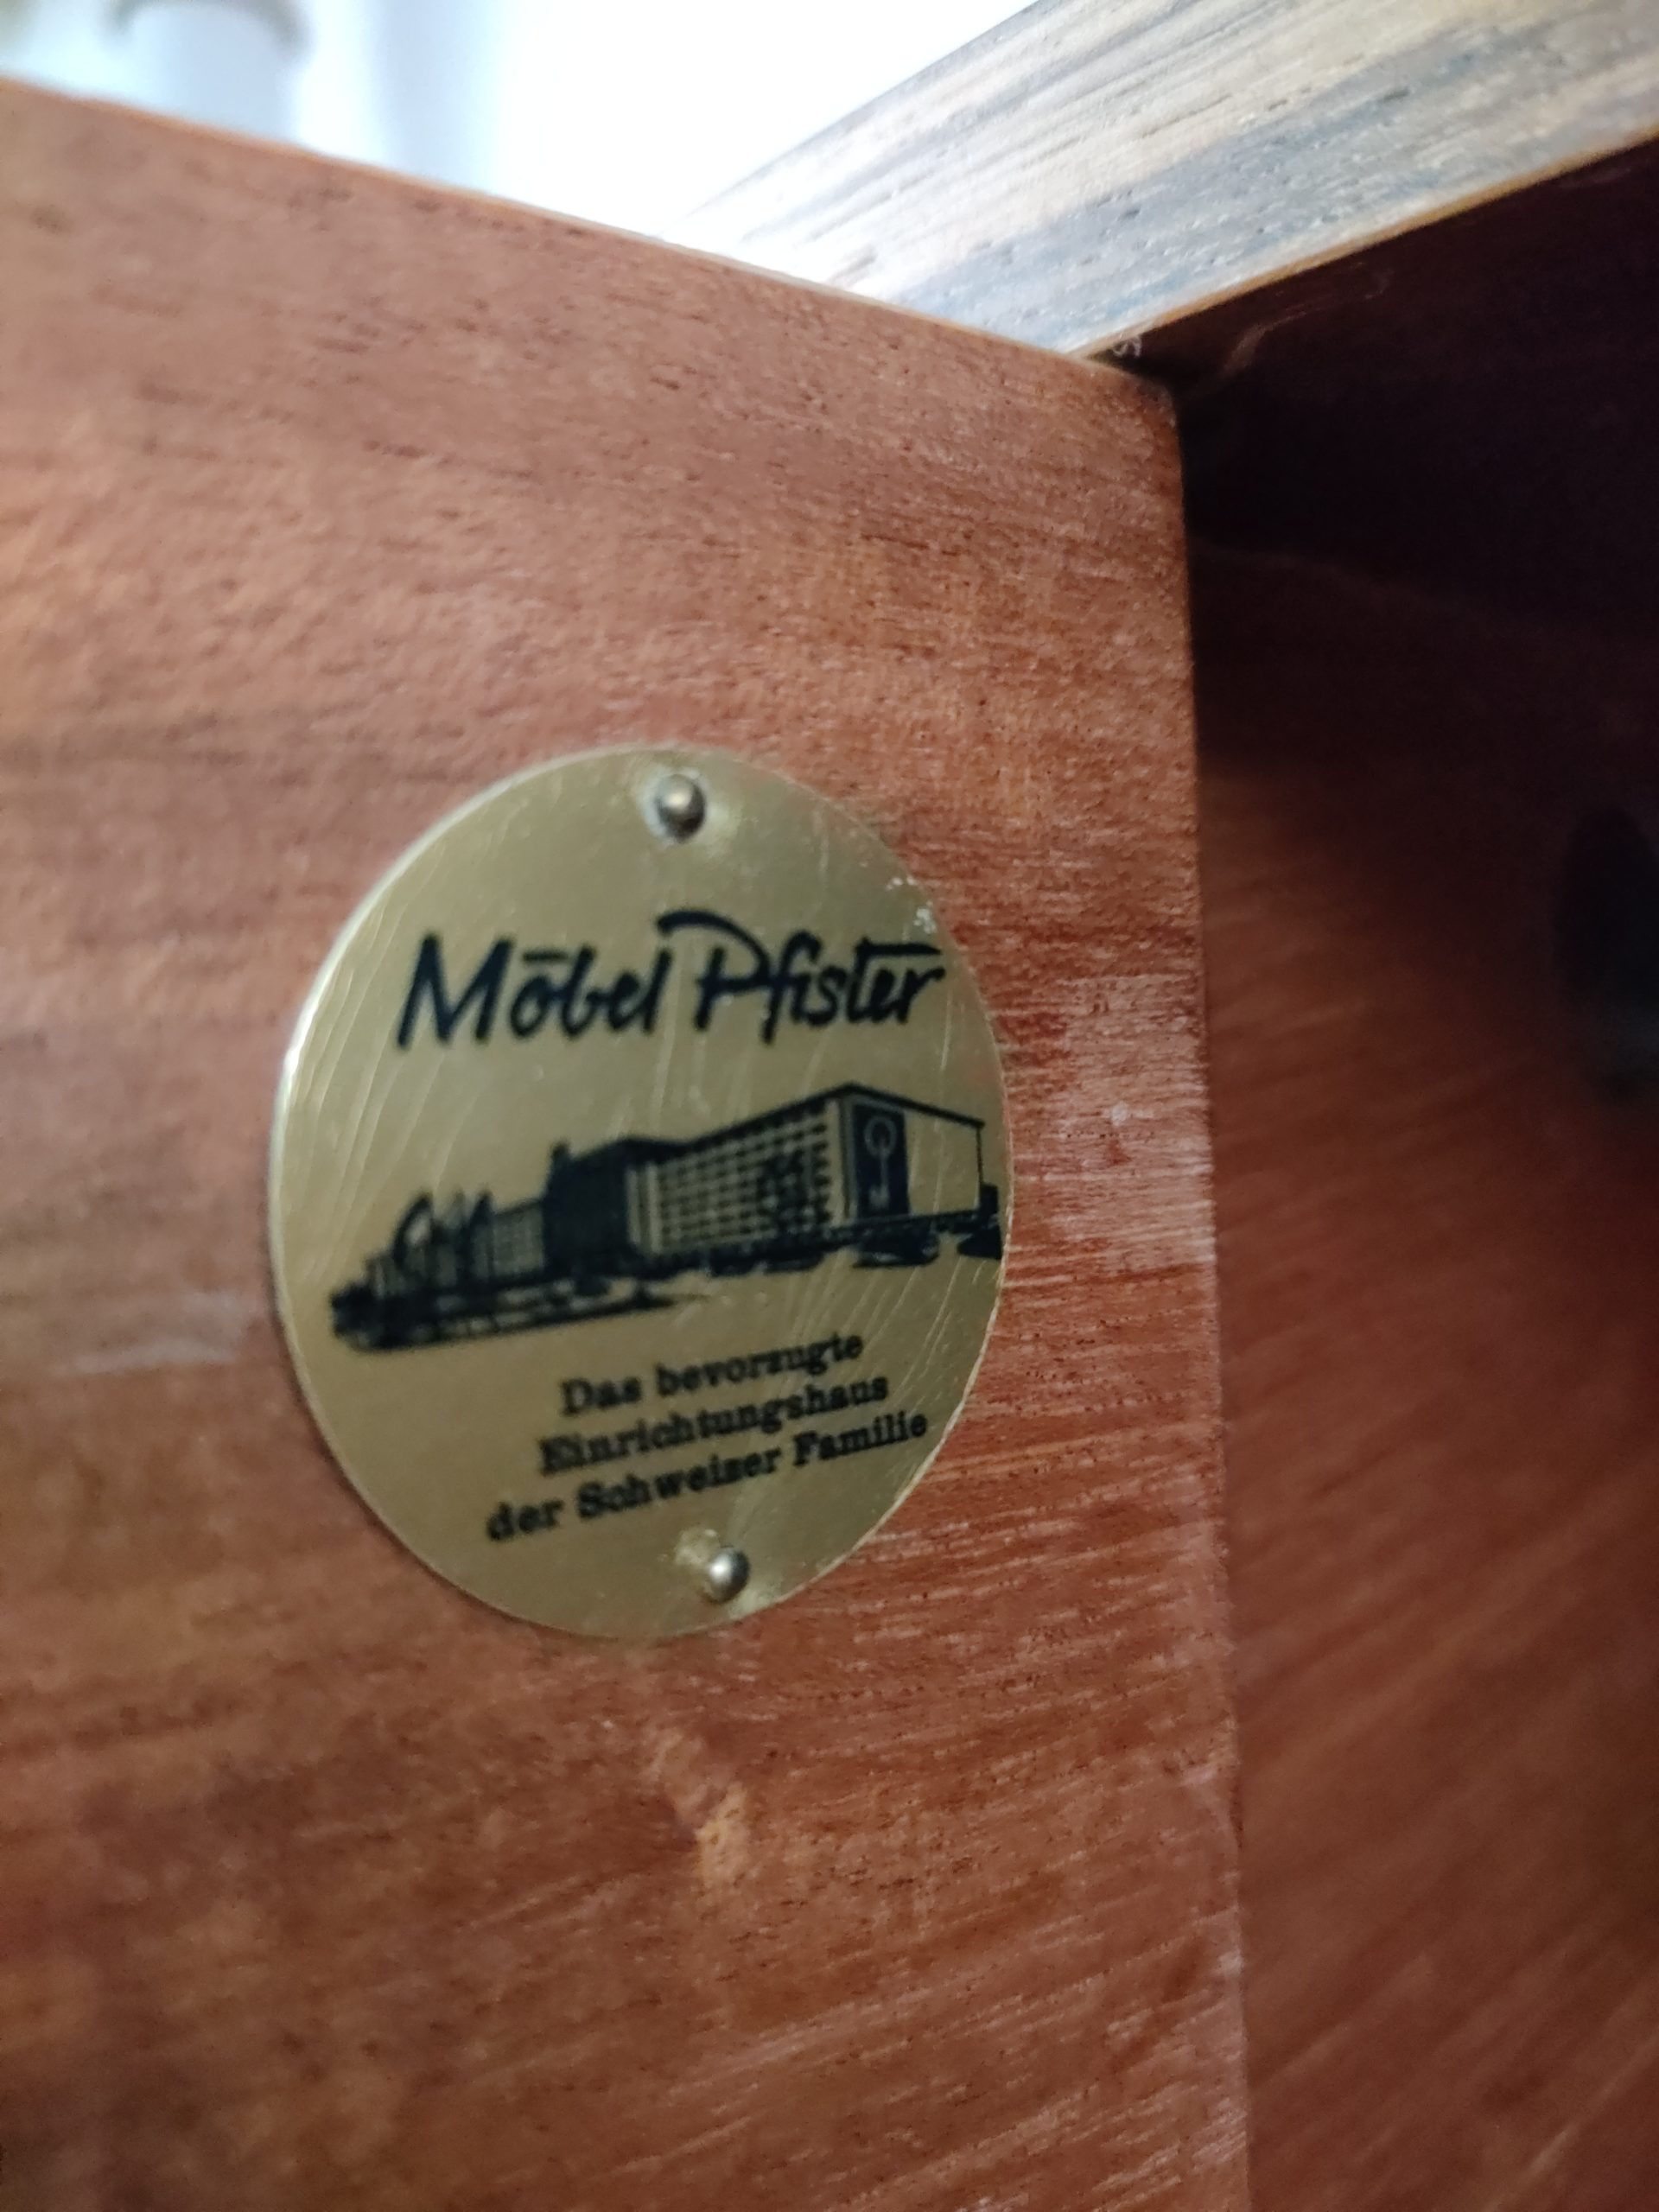 Möbel Pfister
Das bevorzugte
Einrichtungshaus
der Schweizer Familie